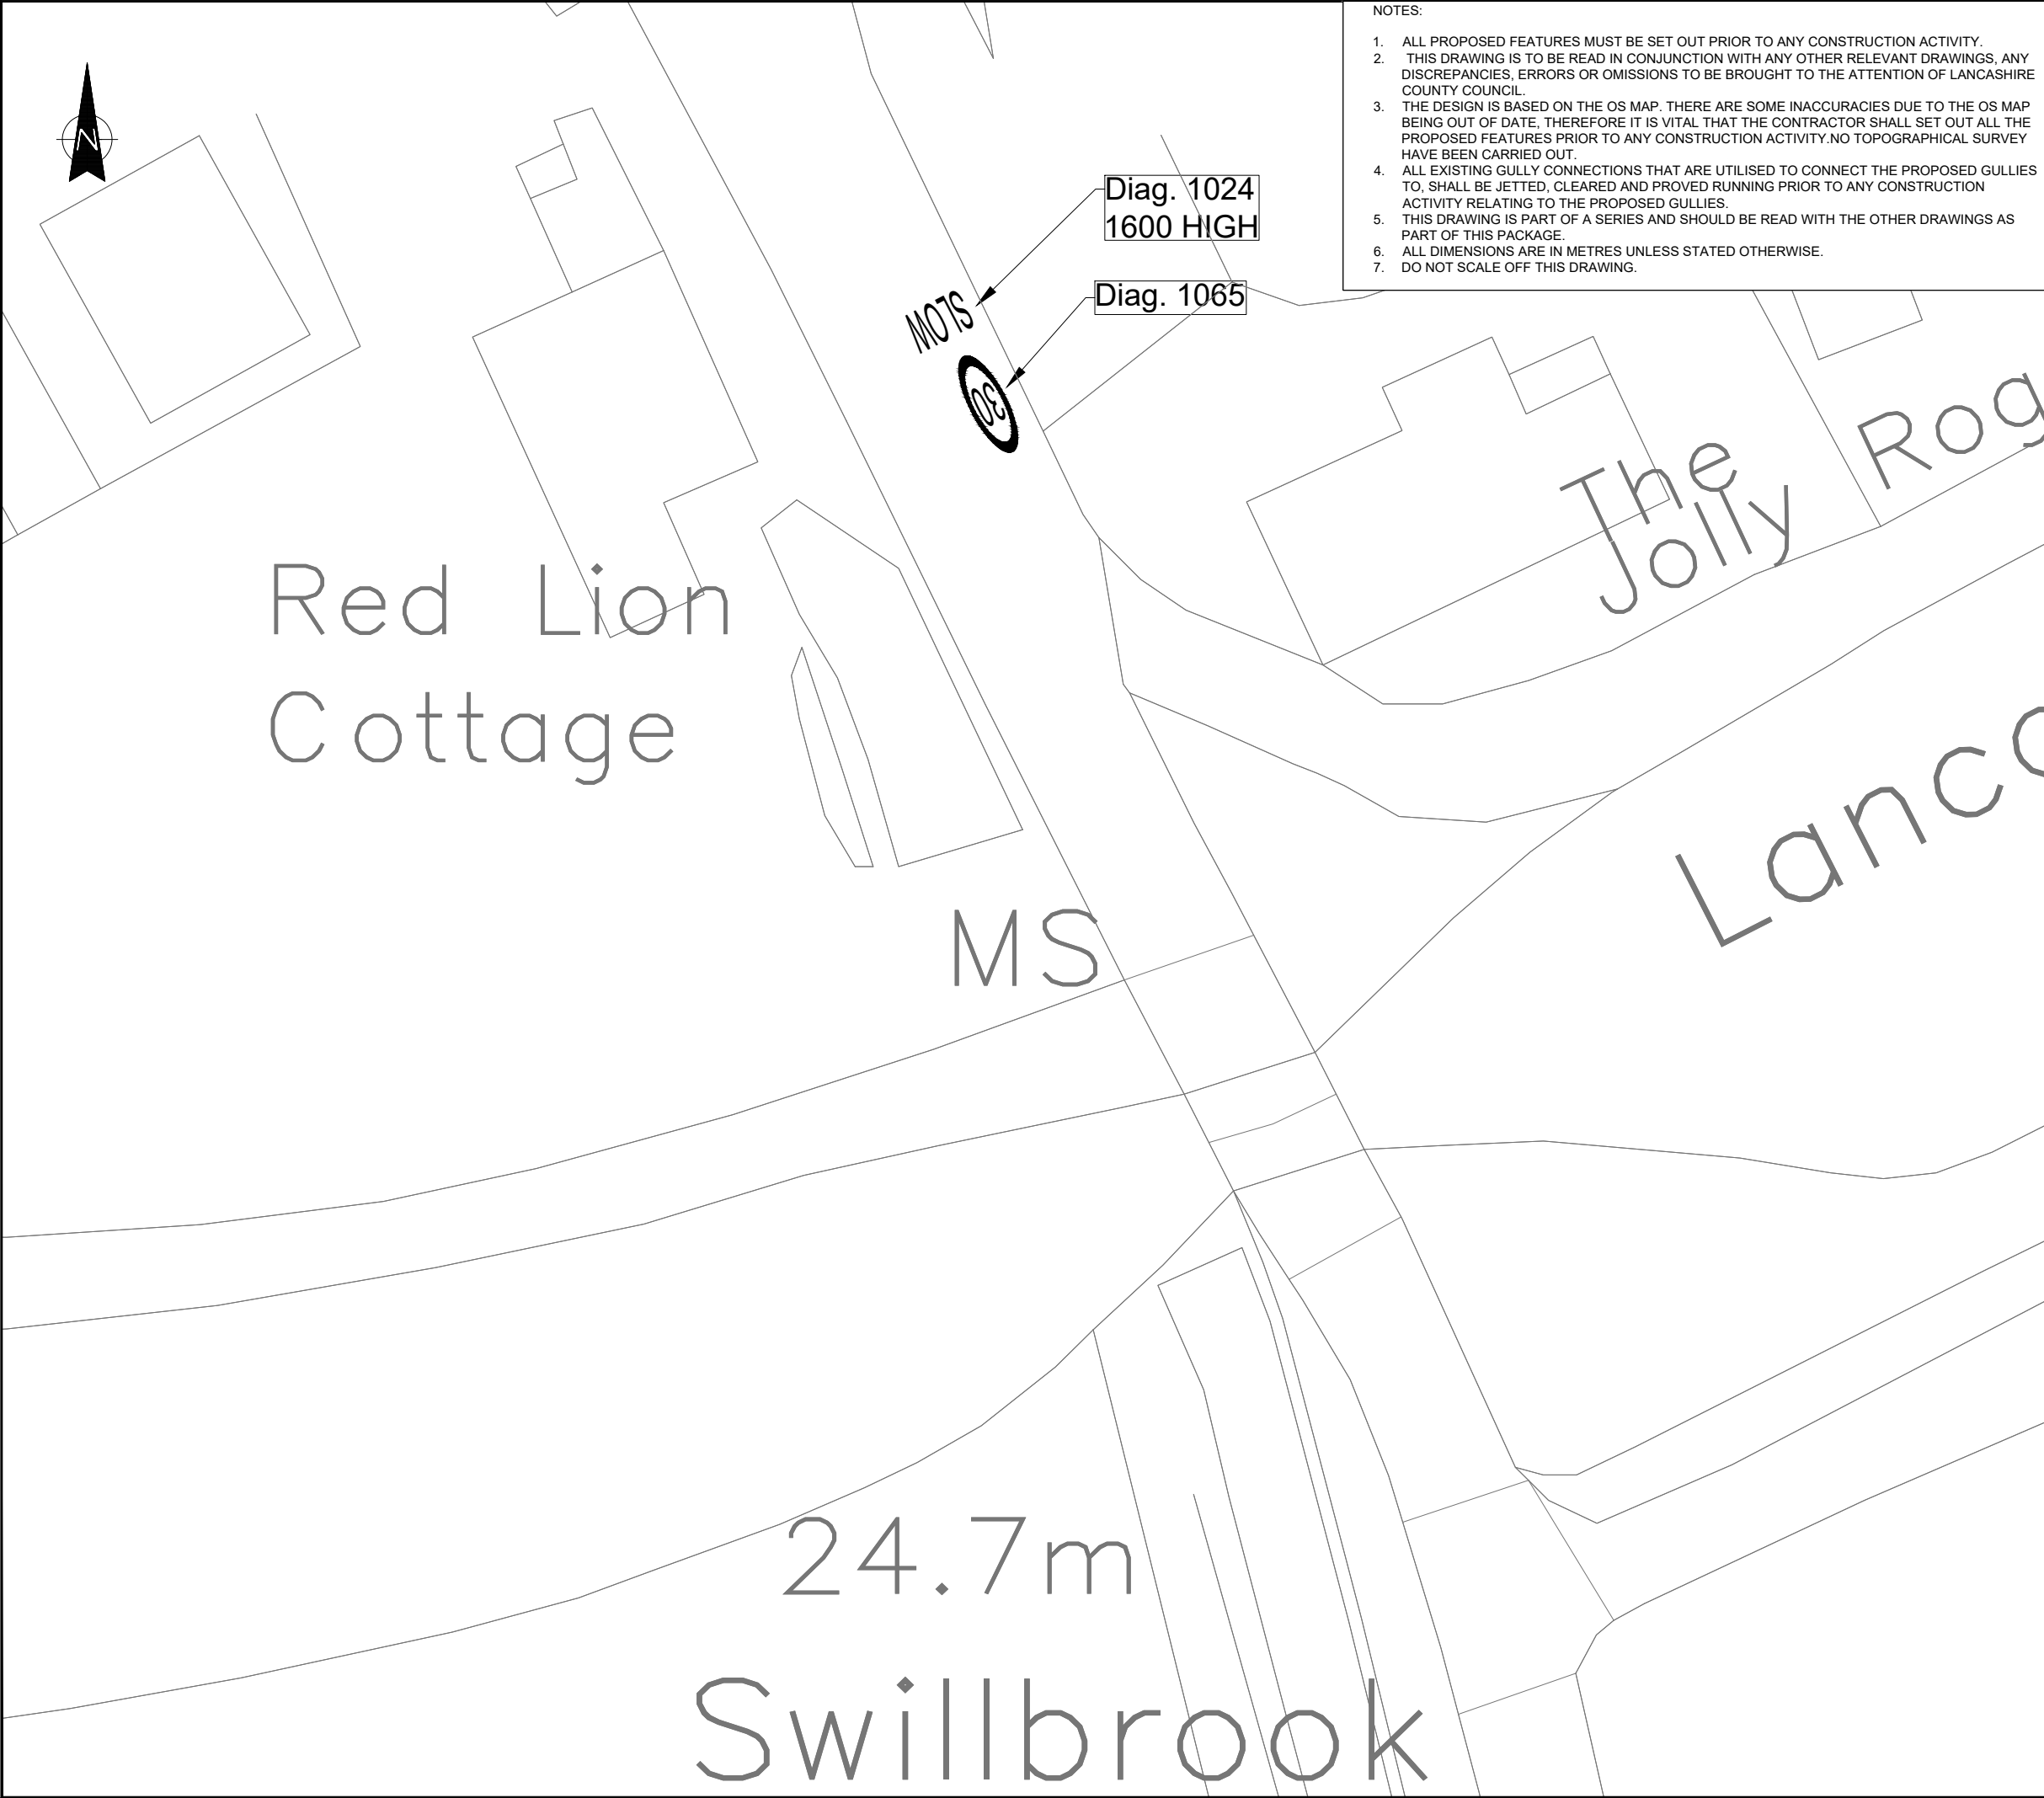 NOTES:
1. ALL PROPOSED FEATURES MUST BE SET OUT PRIOR TO ANY CONSTRUCTION ACTIVITY.
2. THIS DRAWING IS TO BE READ IN CONJUNCTION WITH ANY OTHER RELEVANT DRAWINGS, ANY
DISCREPANCIES, ERRORS OR OMISSIONS TO BE BROUGHT TO THE ATTENTION OF LANCASHIRE
COUNTY COUNCIL.
3. THE DESIGN IS BASED ON THE OS MAP. THERE ARE SOME INACCURACIES DUE TO THE OS MAP
BEING OUT OF DATE, THEREFORE IT IS VITAL THAT THE CONTRACTOR SHALL SET OUT ALL THE
PROPOSED FEATURES PRIOR TO ANY CONSTRUCTION ACTIVITY.NO TOPOGRAPHICAL SURVEY
HAVE BEEN CARRIED OUT.
4. ALL EXISTING GULLY CONNECTIONS THAT ARE UTILISED TO CONNECT THE PROPOSED GULLIES
TO, SHALL BE JETTED, CLEARED AND PROVED RUNNING PRIOR TO ANY CONSTRUCTION
ACTIVITY RELATING TO THE PROPOSED GULLIES.
5. THIS DRAWING IS PART OF A SERIES AND SHOULD BE READ WITH THE OTHER DRAWINGS AS
PART OF THIS PACKAGE.
6. ALL DIMENSIONS ARE IN METRES UNLESS STATED OTHERWISE.
7. DO NOT SCALE OFF THIS DRAWING.
N
Diag. 1024
1600 HIGH
Diag. 1065
SLOW
30
The
Jolly Rog
Red Lion
Cottage
Lanc
MS
24.7m
Swillbrook